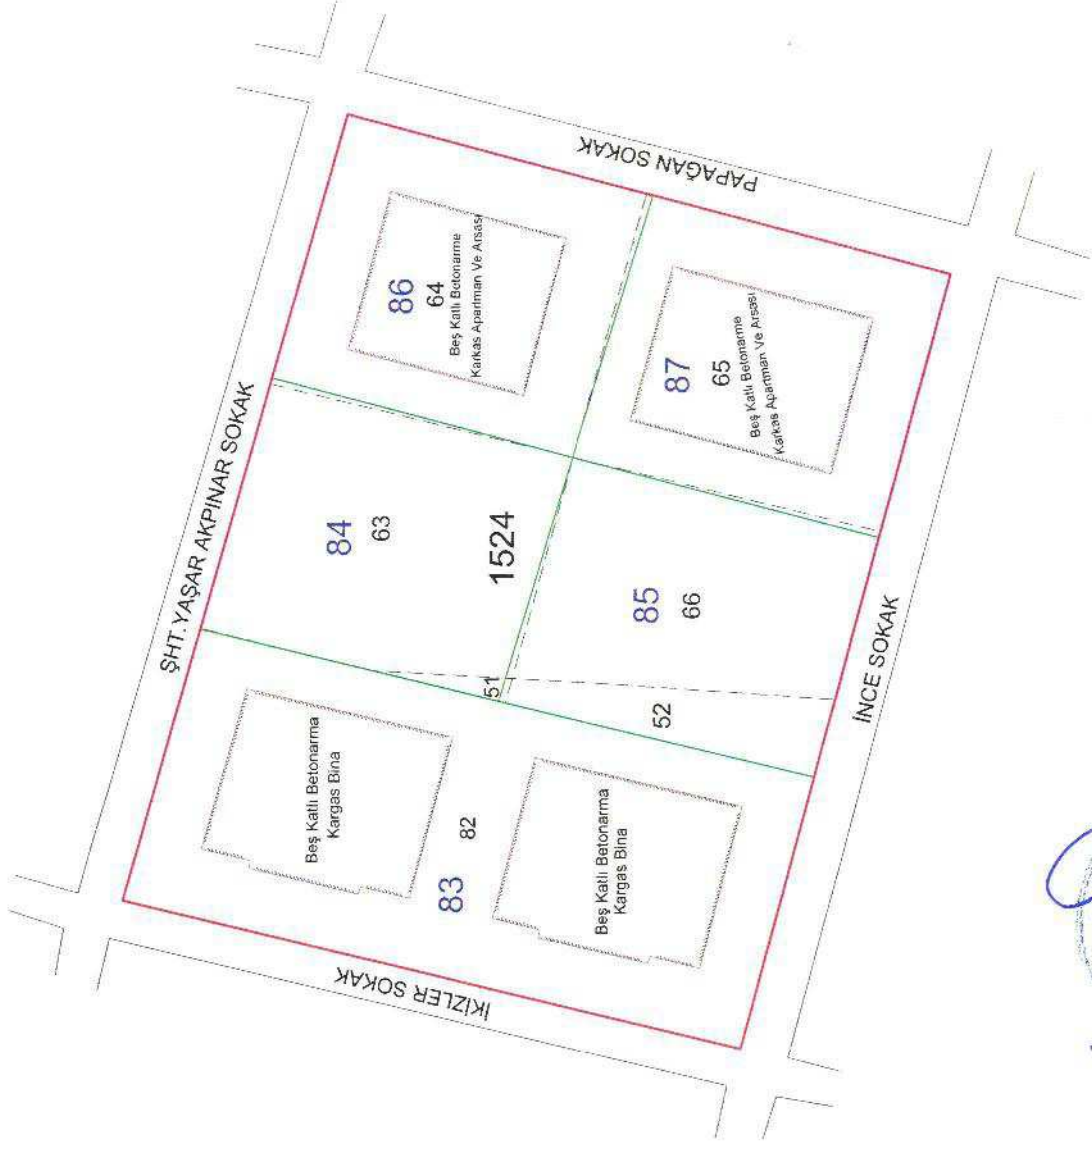 ŞHT. YAŞAR AKPINAR SOKAK
PAPAĞAN SOKAK
86
64
Beş Katlı Betonarme
Karkas Apartman Ve Arsası
84
63
87
65
Beş Katlı Betonarme
Karkas Apartman Ve Arsası
1524
85
66
51
52
Beş Katlı Betonarma
Kargas Bina
82
83
Beş Katlı Betonarma
Kargas Bina
İKİZLER SOKAK
İNCE SOKAK